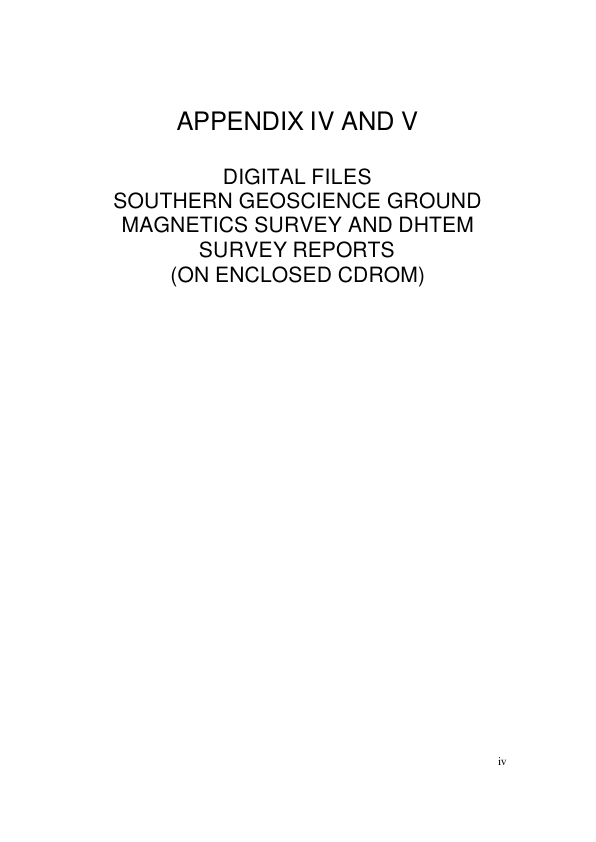 APPENDIX IV AND V
DIGITAL FILES
SOUTHERN GEOSCIENCE GROUND
MAGNETICS SURVEY AND DHTEM
SURVEY REPORTS
(ON ENCLOSED CDROM)
iv